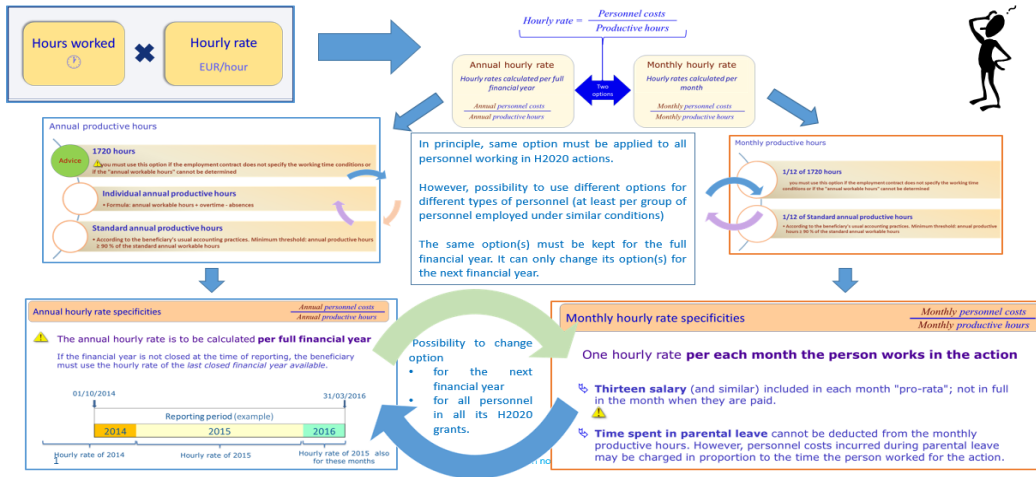 Hours worked
Hourly rate
EUR/hour
Hourly rate = Personnel costs
Productive hours
Annual hourly rate
Hourly rates calculated per full
financial year
Annual personnel costs
Annual productive hours
Two
options
Monthly hourly rate
Hourly rates calculated per
month
Monthly personnel costs
Monthly productive hours
Annual productive hours
Advice
1720 hours
you must use this option if the employment contract does not specify the working time conditions or
if the "annual workable hours" cannot be determined
Individual annual productive hours
• Formula: annual workable hours + overtime - absences
Standard annual productive hours
• According to the beneficiary's usual accounting practices. Minimum threshold: annual productive
hours ≥ 90 % of the standard annual workable hours
In principle, same option must be applied to all
personnel working in H2020 actions.
However, possibility to use different options for
different types of personnel (at least per group of
personnel employed under similar conditions)
The same option(s) must be kept for the full
financial year. It can only change its option(s) for
the next financial year.
Monthly productive hours
1/12 of 1720 hours
you must use this option if the employment contract does not specify the working time
conditions or if the "annual workable hours" cannot be determined
1/12 of Standard annual productive hours
• According to the beneficiary's usual accounting practices. Minimum threshold: annual productive
hours ≥ 90 % of the standard annual workable hours
Annual hourly rate specificities
Annual personnel costs
Annual productive hours
The annual hourly rate is to be calculated per full financial year
If the financial year is not closed at the time of reporting, the beneficiary
must use the hourly rate of the last closed financial year available.
01/10/2014
31/03/2016
Reporting period (example)
2014
2015
2016
Hourly rate of 2014
Hourly rate of 2015
Hourly rate of 2015 also
for these months
1
Possibility to change
option
• for the next
financial year
• for all personnel
in all its H2020
grants.
Monthly hourly rate specificities
Monthly personnel costs
Monthly productive hours
One hourly rate per each month the person works in the action
Thirteen salary (and similar) included in each month "pro-rata"; not in full
in the month when they are paid.
Time spent in parental leave cannot be deducted from the monthly
productive hours. However, personnel costs incurred during parental leave
may be charged in proportion to the time the person worked for the action.